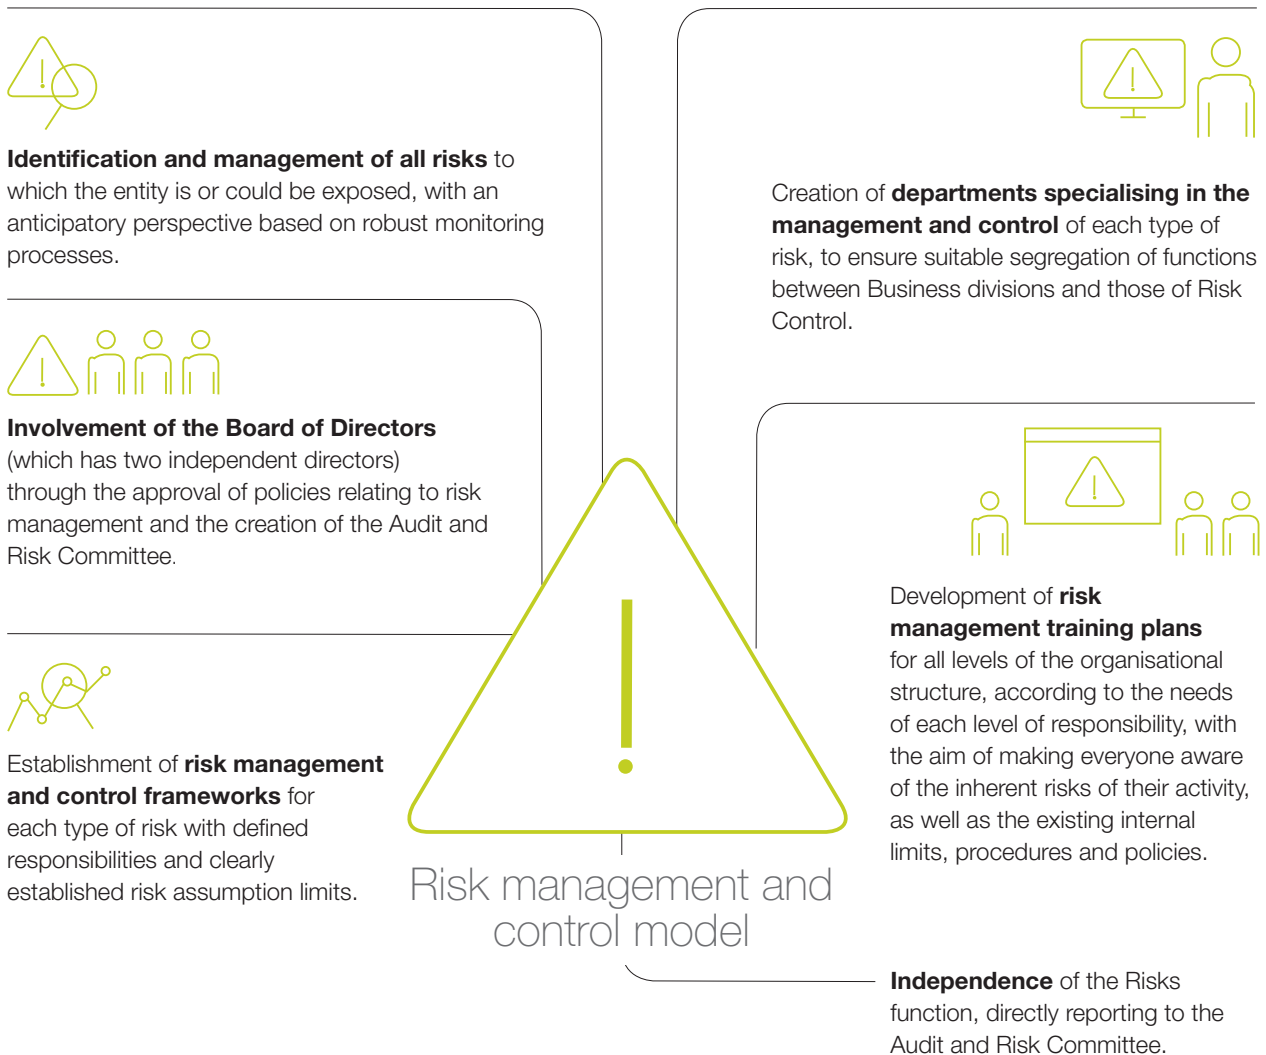 Identification and management of all risks to
which the entity is or could be exposed, with an
anticipatory perspective based on robust monitoring
processes.
Involvement of the Board of Directors
(which has two independent directors)
through the approval of policies relating to risk
management and the creation of the Audit and
Risk Committee.
Establishment of risk management
and control frameworks for
each type of risk with defined
responsibilities and clearly
established risk assumption limits.
Creation of departments specialising in the
management and control of each type of
risk, to ensure suitable segregation of functions
between Business divisions and those of Risk
Control.
Development of risk
management training plans
for all levels of the organisational
structure, according to the needs
of each level of responsibility, with
the aim of making everyone aware
of the inherent risks of their activity,
as well as the existing internal
limits, procedures and policies.
Risk management and
control model
Independence of the Risks
function, directly reporting to the
Audit and Risk Committee.